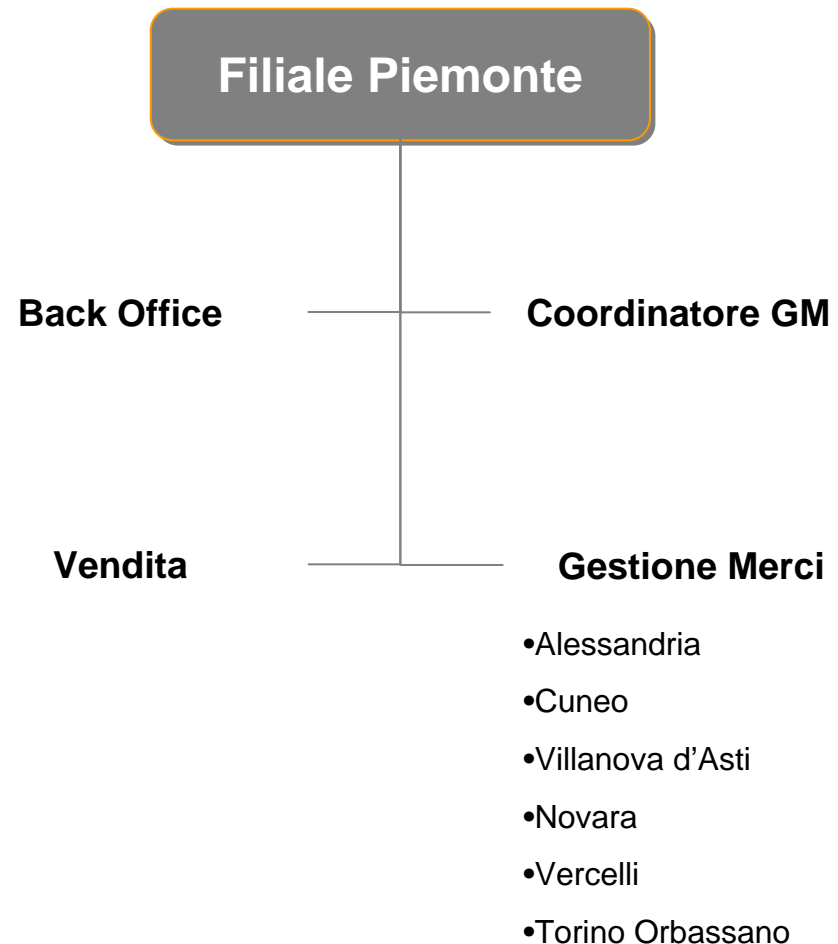 Filiale Piemonte
Back Office
Coordinatore GM
Vendita
Gestione Merci
•Alessandria
•Cuneo
•Villanova d’Asti
•Novara
•Vercelli
•Torino Orbassano